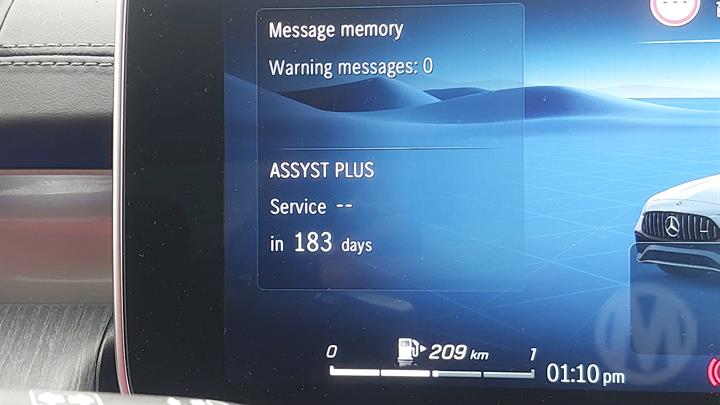 Message memory
Warning messages: 0
ASSYST PLUS
Service --
in 183 days
0 209 km 1
01:10 pm
M